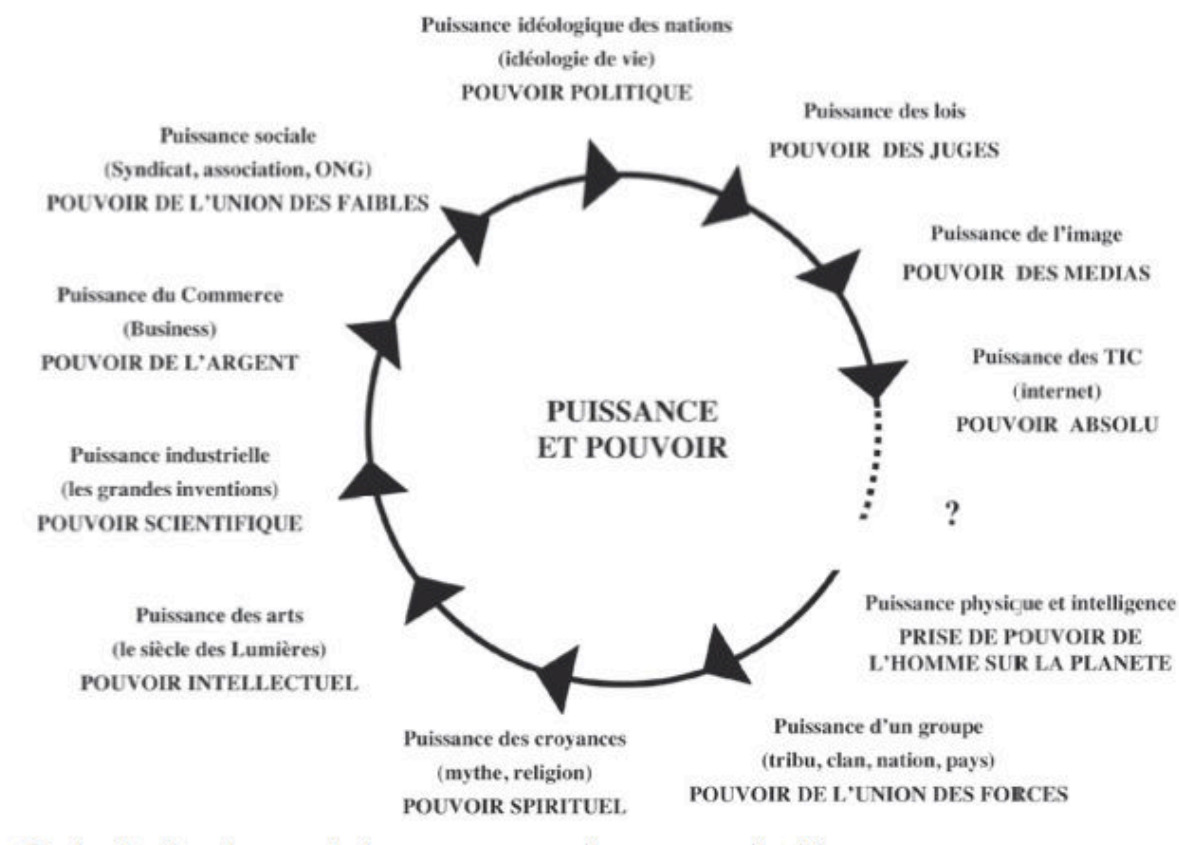 Puissance idéologique des nations
(idéologie de vie)
POUVOIR POLITIQUE
Puissance des lois
POUVOIR DES JUGES
Puissance de l'image
POUVOIR DES MEDIAS
Puissance des TIC
(internet)
POUVOIR ABSOLU
?
Puissance physique et intelligence
PRISE DE POUVOIR DE
L'HOMME SUR LA PLANETE
Puissance d'un groupe
(tribu, clan, nation, pays)
POUVOIR DE L'UNION DES FORCES
Puissance des croyances
(mythe, religion)
POUVOIR SPIRITUEL
Puissance des arts
(le siècle des Lumières)
POUVOIR INTELLECTUEL
Puissance industrielle
(les grandes inventions)
POUVOIR SCIENTIFIQUE
Puissance du Commerce
(Business)
POUVOIR DE L'ARGENT
Puissance sociale
(Syndicat, association, ONG)
POUVOIR DE L'UNION DES FAIBLES
PUISSANCE
ET POUVOIR